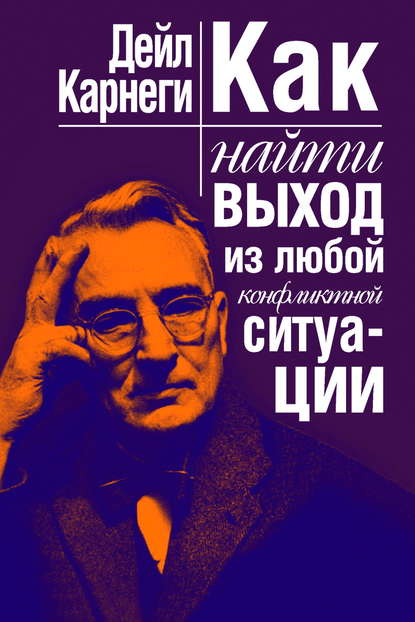 Дейл
Карнеги
Как
найти
ВЫХОД
из любой
конфликтной
СИТУА-
ЦИИ